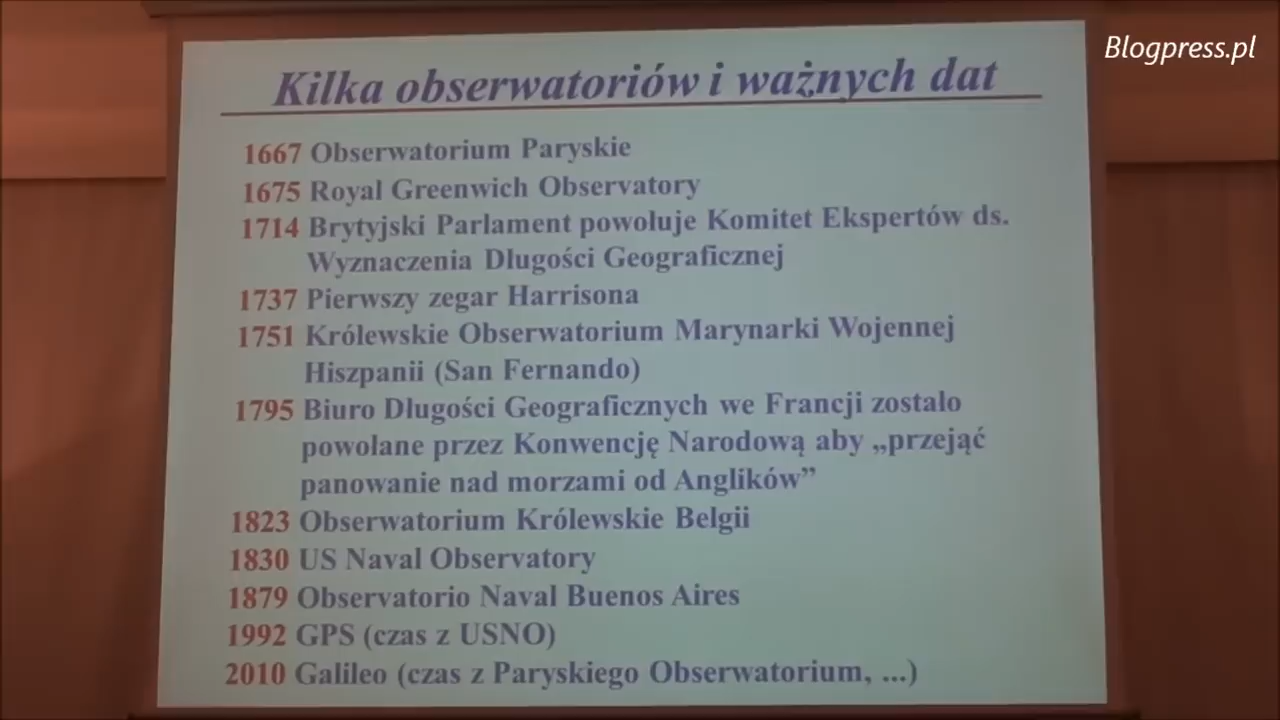 Blogpress.pl
Kilka obserwatoriów i ważnych dat
1667 Obserwatorium Paryskie
1675 Royal Greenwich Observatory
1714 Brytyjski Parlament powołuje Komitet Ekspertów ds.
Wyznaczenia Długości Geograficznej
1737 Pierwszy zegar Harrisona
1751 Królewskie Obserwatorium Marynarki Wojennej
Hiszpanii (San Fernando)
1795 Biuro Długości Geograficznych we Francji zostało
powołane przez Konwencję Narodową aby „przejąć
panowanie nad morzami od Anglików”
1823 Obserwatorium Królewskie Belgii
1830 US Naval Observatory
1879 Observatorio Naval Buenos Aires
1992 GPS (czas z USNO)
2010 Galileo (czas z Paryskiego Obserwatorium, ...)